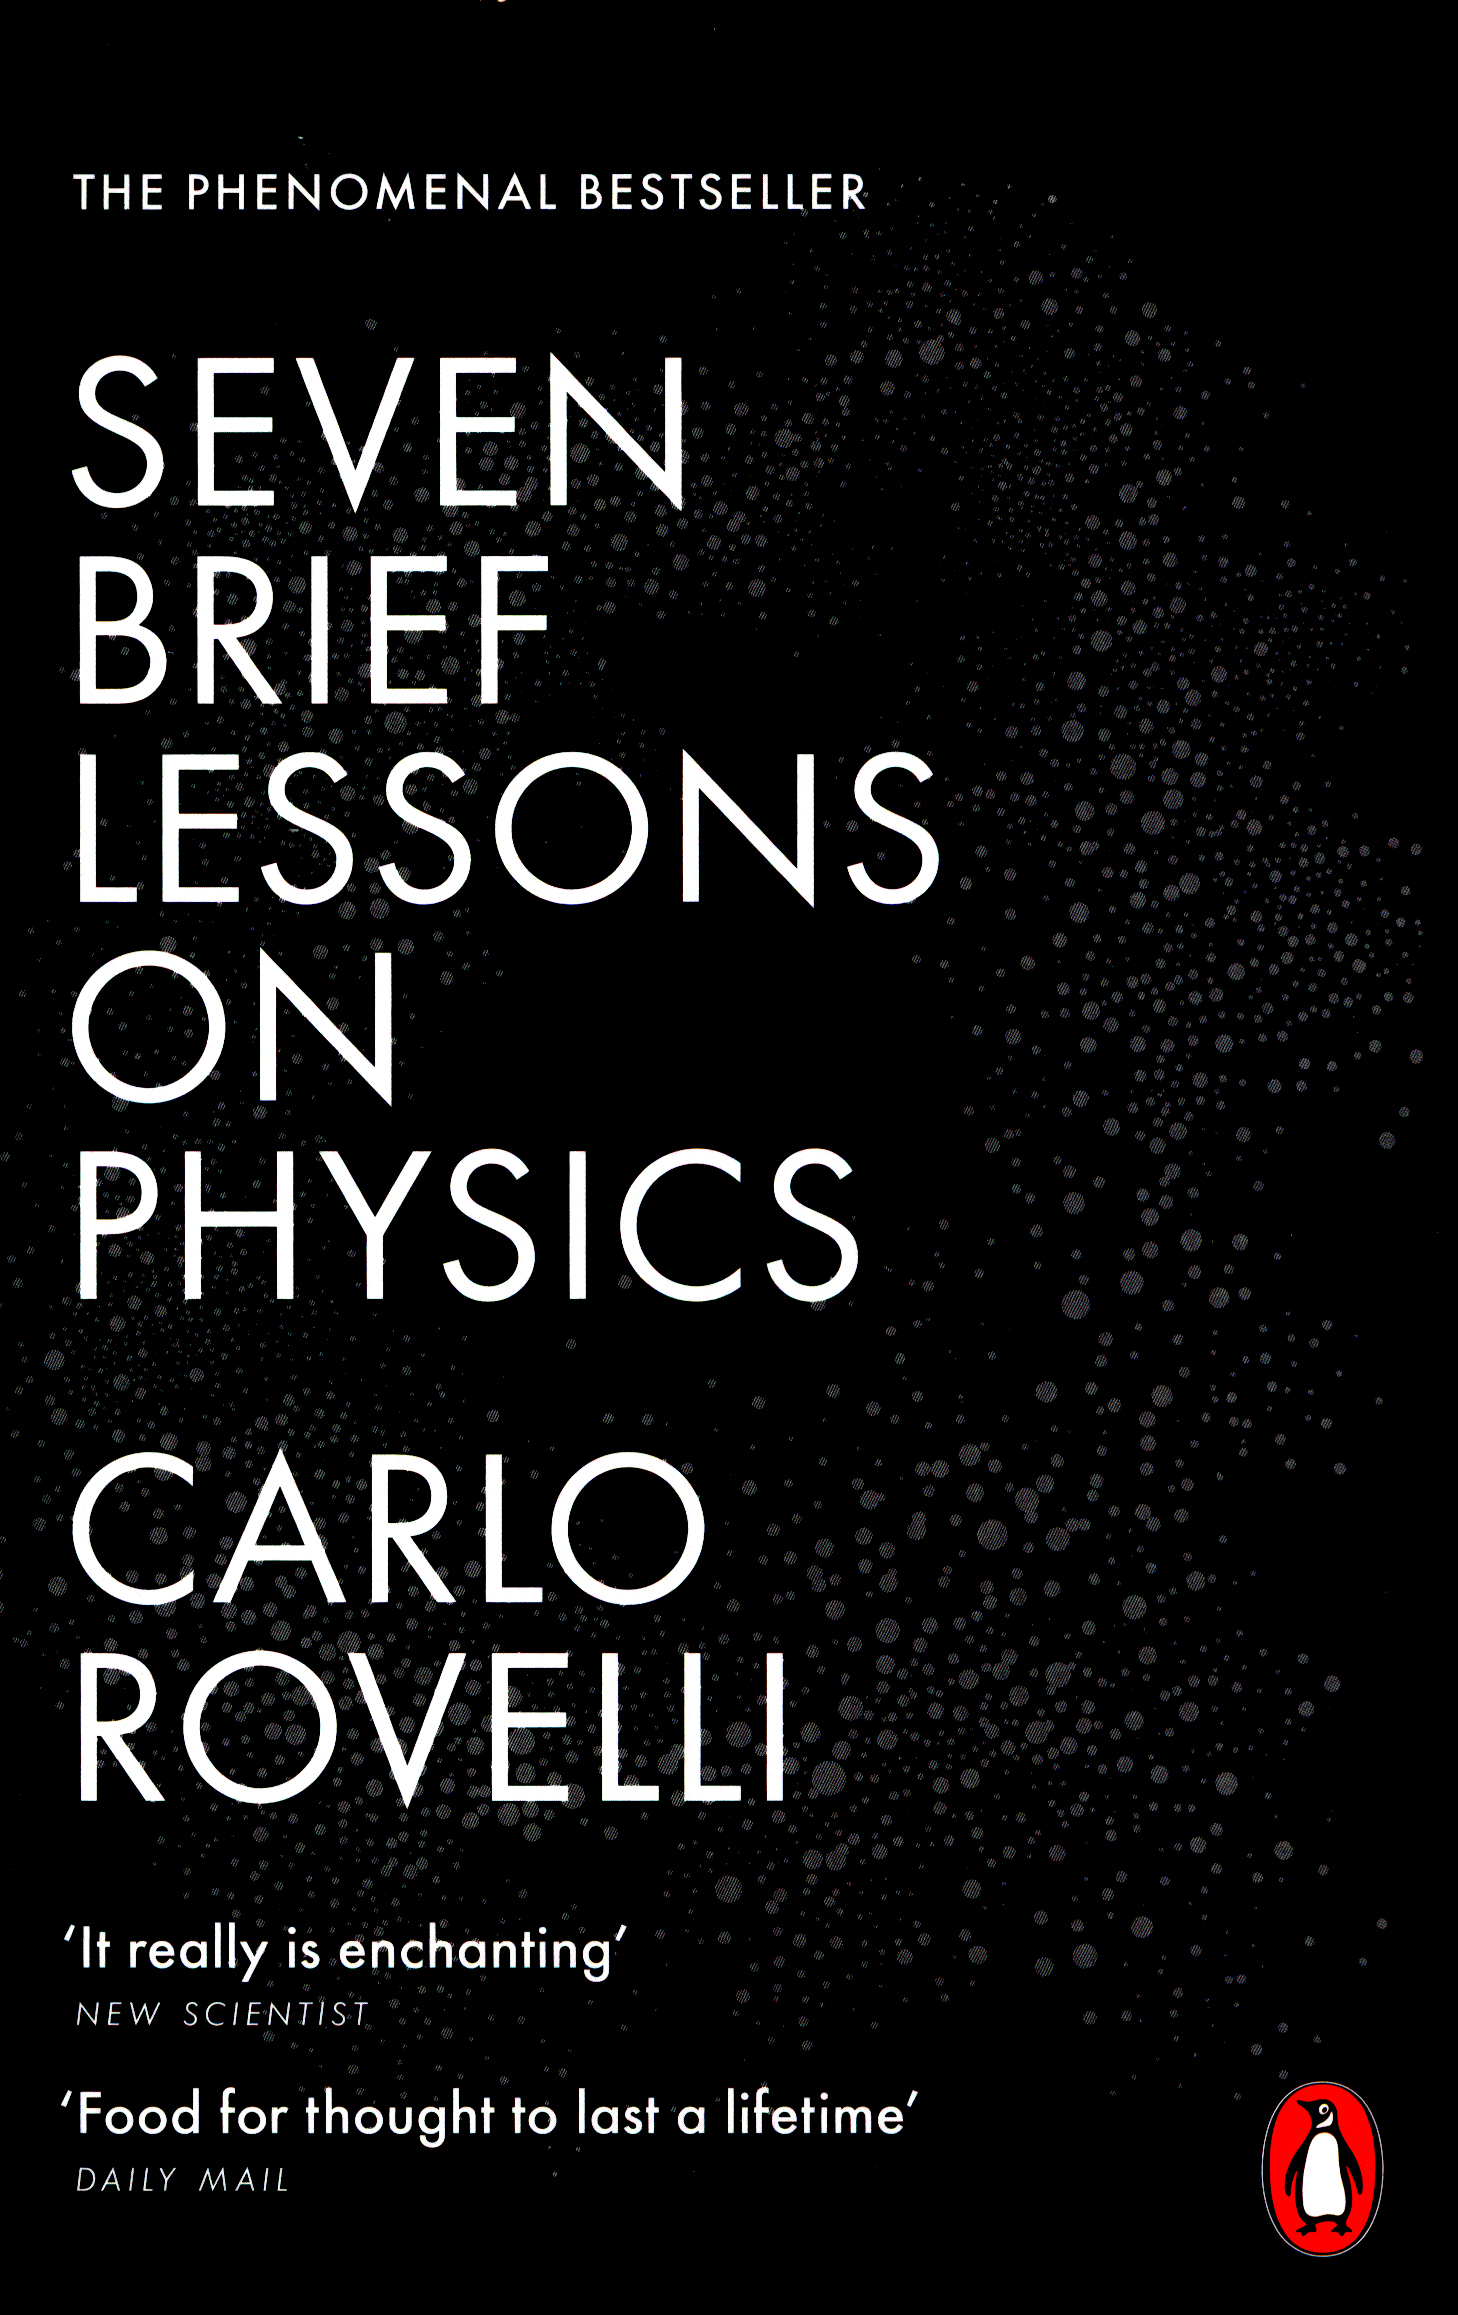 THE PHENOMENAL BESTSELLER
SEVEN
BRIEF
LESSONS
ON
PHYSICS
CARLO
ROVELLI
‘It really is enchanting’
NEW SCIENTIST
‘Food for thought to last a lifetime’
DAILY MAIL